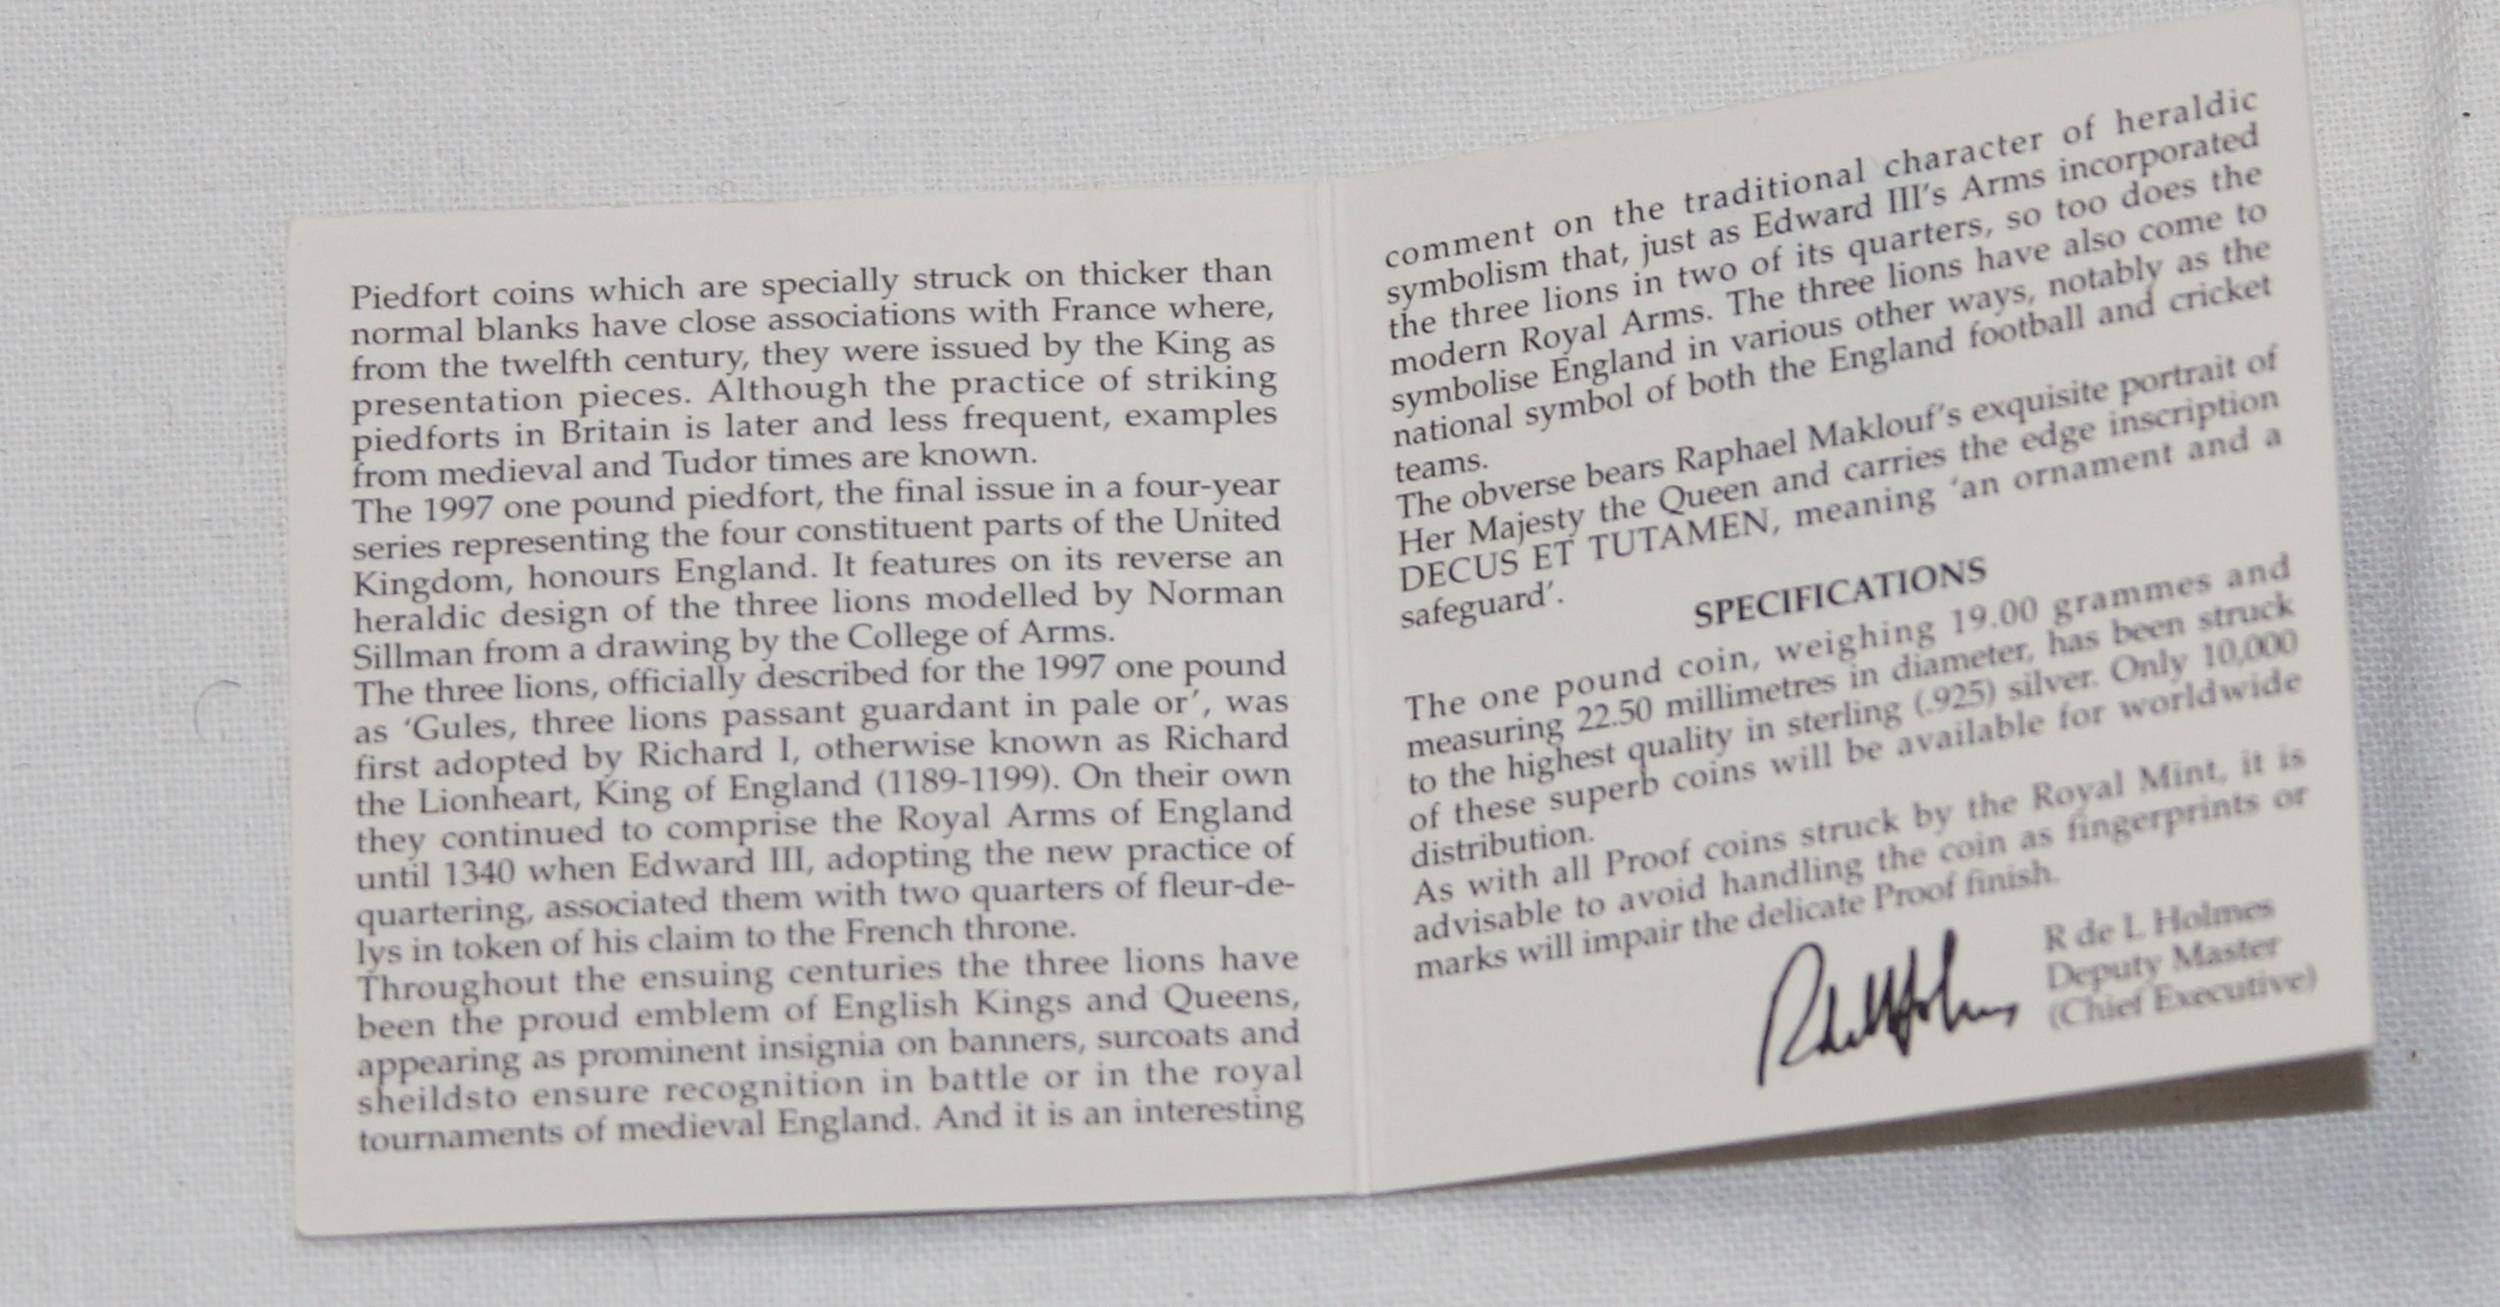 Piedfort coins which are specially struck on thicker than
normal blanks have close associations with France where,
from the twelfth century, they were issued by the King as
presentation pieces. Although the practice of striking
piedforts in Britain is later and less frequent, examples
from medieval and Tudor times are known.
The 1997 one pound piedfort, the final issue in a four-year
series representing the four constituent parts of the United
Kingdom, honours England. It features on its reverse an
heraldic design of the three lions modelled by Norman
Sillman from a drawing by the College of Arms.
The three lions, officially described for the 1997 one pound
as ‘Gules, three lions passant guardant in pale or’, was
first adopted by Richard I, otherwise known as Richard
the Lionheart, King of England (1189-1199). On their own
they continued to comprise the Royal Arms of England
until 1340 when Edward III, adopting the new practice of
quartering, associated them with two quarters of fleur-de-
lys in token of his claim to the French throne.
Throughout the ensuing centuries the three lions have
been the proud emblem of English Kings and Queens,
appearing as prominent insignia on banners, surcoats and
sheildsto ensure recognition in battle or in the royal
tournaments of medieval England. And it is an interesting
comment on the traditional character of heraldic
symbolism that, just as Edward III’s Arms incorporated
the three lions in two of its quarters, so too does the
modern Royal Arms. The three lions have also come to
symbolise England in various other ways, notably as the
national symbol of both the England football and cricket
teams.
The obverse bears Raphael Maklouf’s exquisite portrait of
Her Majesty the Queen and carries the edge inscription
DECUS ET TUTAMEN, meaning ‘an ornament and a
safeguard’.
SPECIFICATIONS
The one pound coin, weighing 19.00 grammes and
measuring 22.50 millimetres in diameter, has been struck
to the highest quality in sterling (.925) silver. Only 10,000
of these superb coins will be available for worldwide
distribution.
As with all Proof coins struck by the Royal Mint, it is
advisable to avoid handling the coin as fingerprints or
marks will impair the delicate Proof finish.
R de L Holmes
Deputy Master
(Chief Executive)